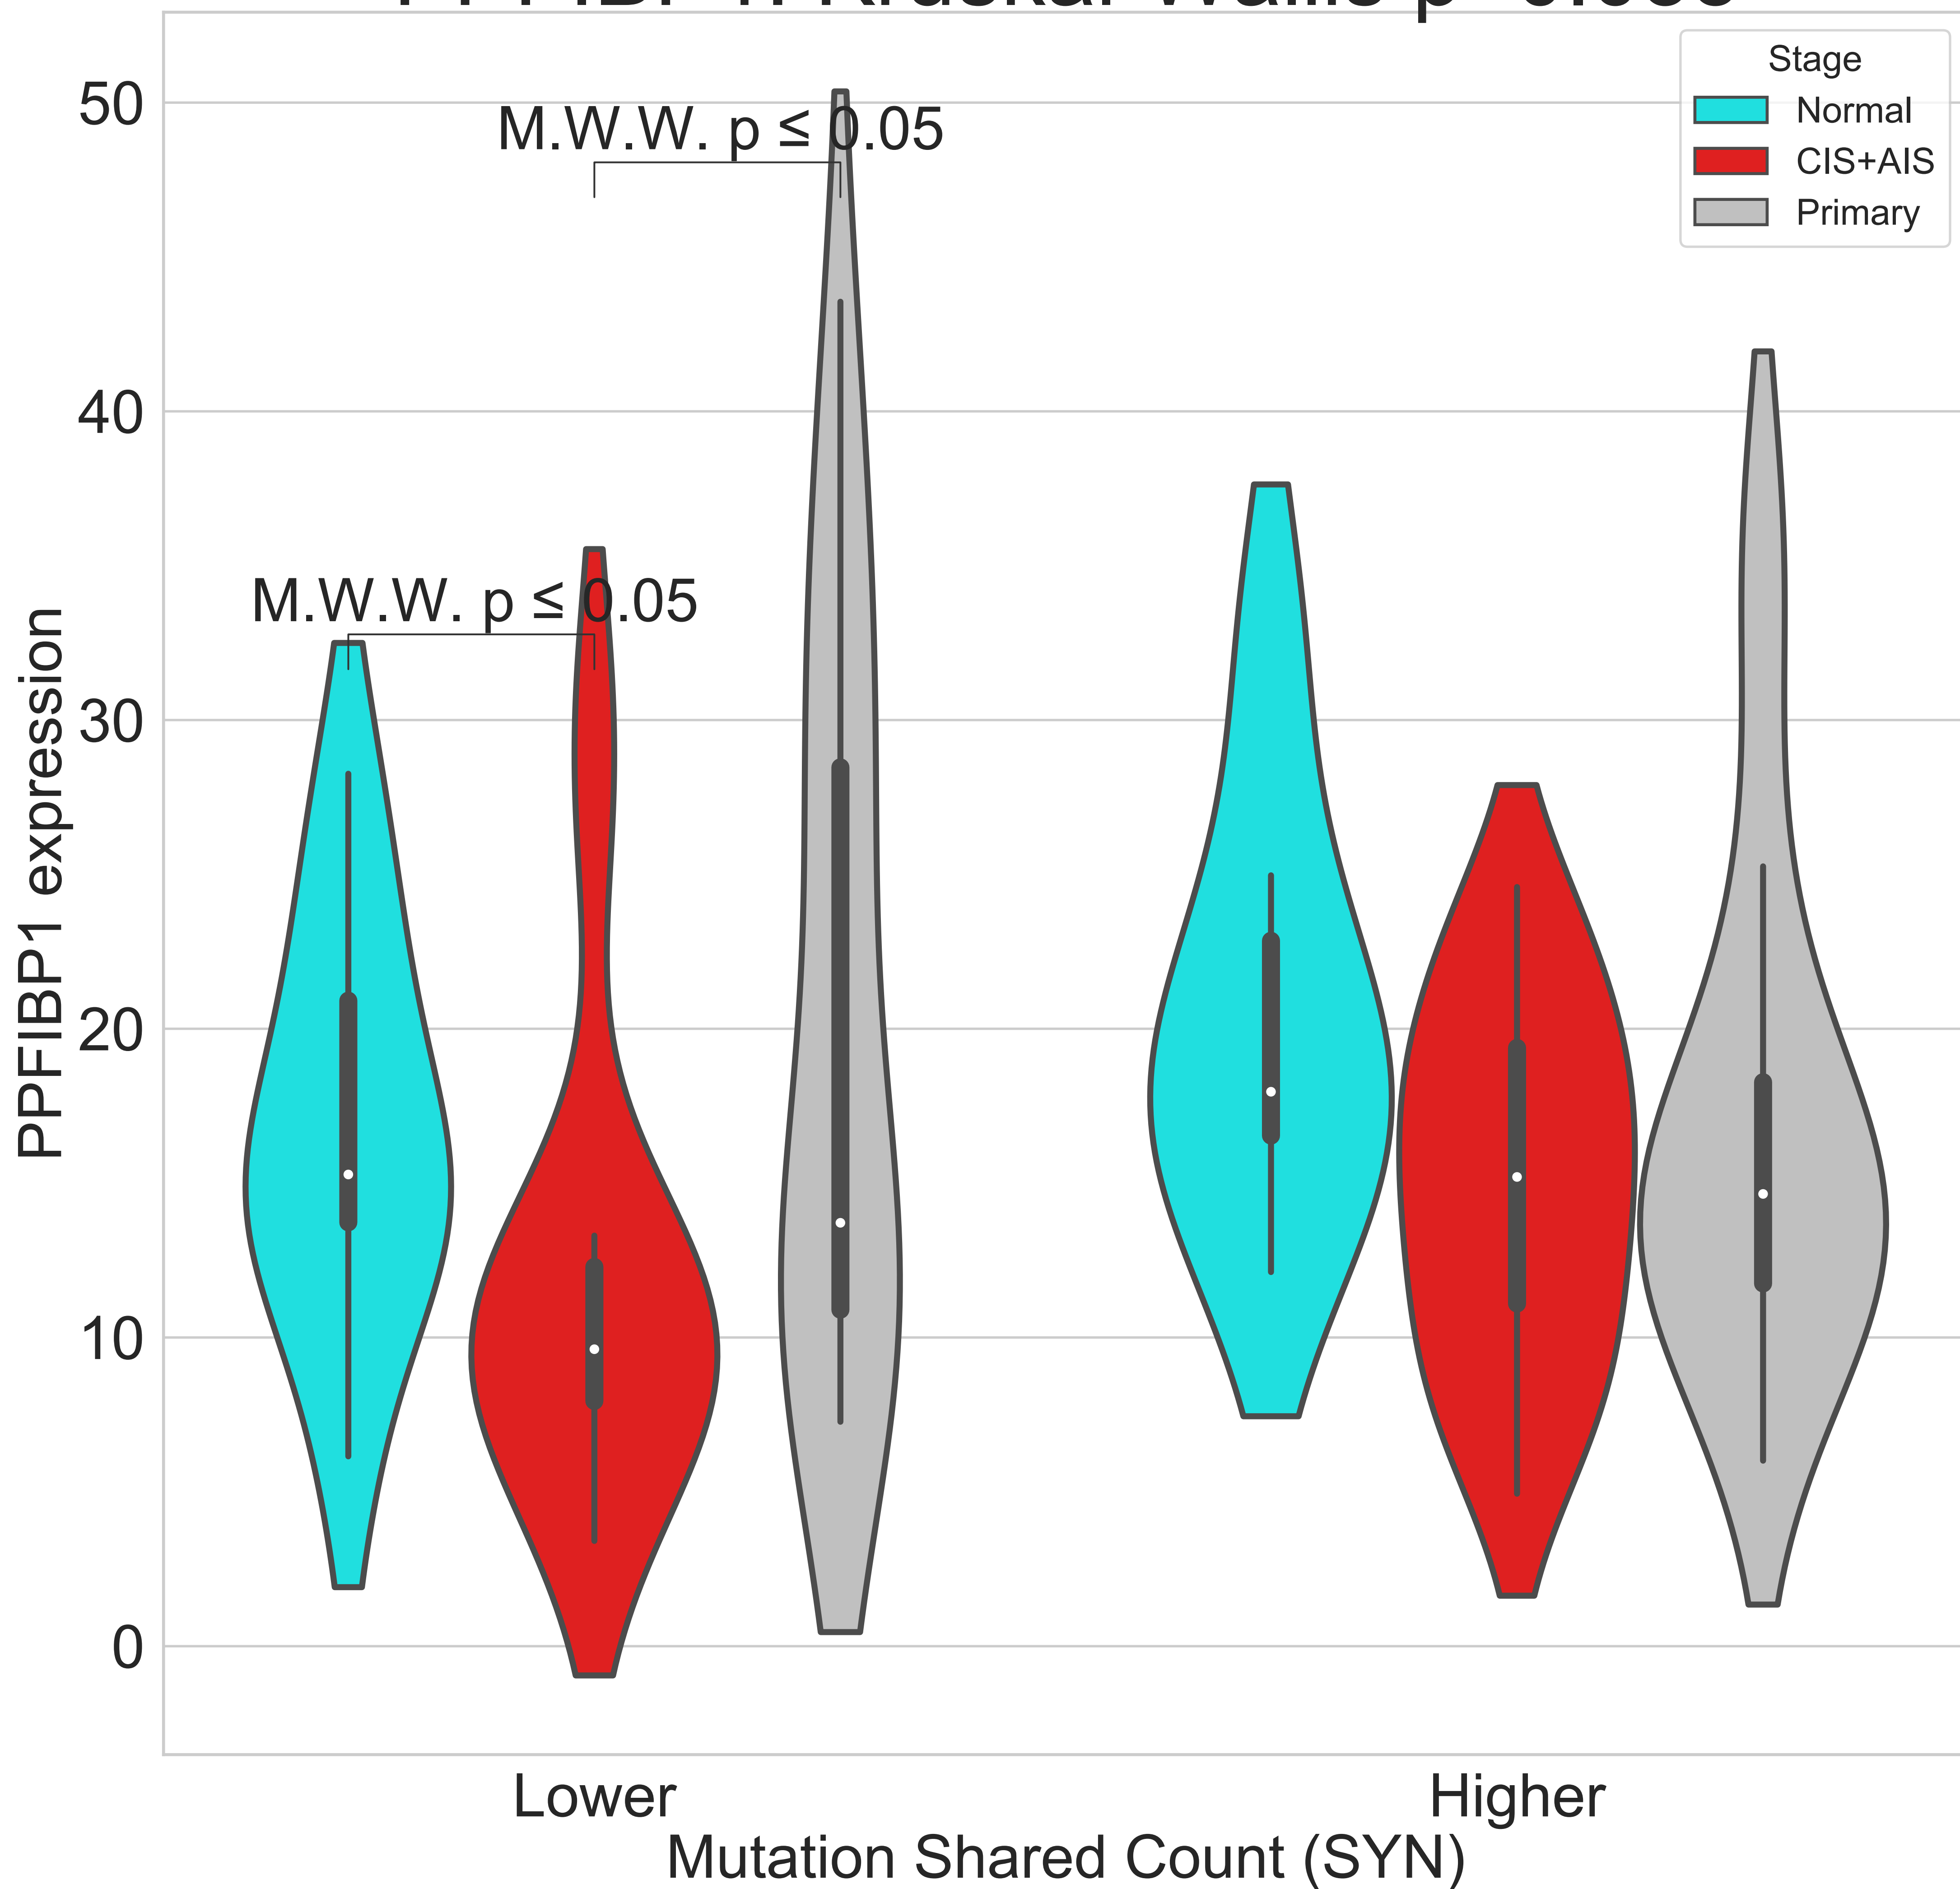 Stage
Normal
CIS+AIS
Primary
M.W.W. p ≤ 0.05
M.W.W. p ≤ 0.05
50
40
30
20
10
0
PPFIBP1 expression
Lower
Higher
Mutation Shared Count (SYN)